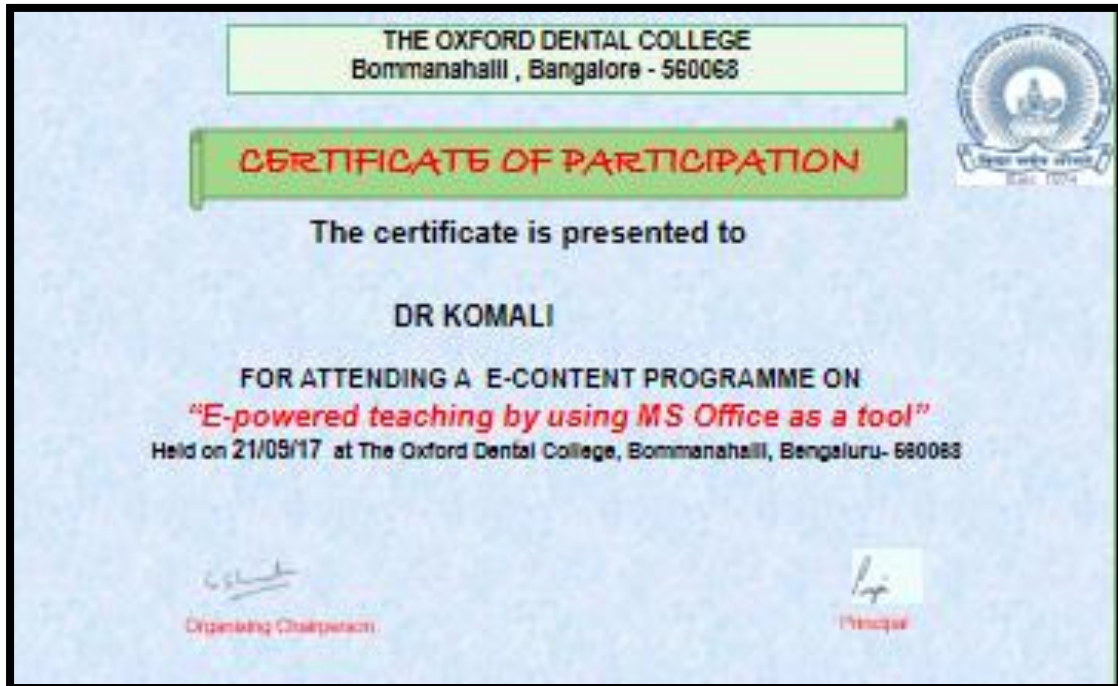 THE OXFORD DENTAL COLLEGE
Bommanahalli , Bangalore - 560068
CERTIFICATE OF PARTICIPATION
The certificate is presented to
DR KOMALI
FOR ATTENDING A E-CONTENT PROGRAMME ON
“E-powered teaching by using MS Office as a tool”
Held on 21/09/17 at The Oxford Dental College, Bommanahalli, Bengaluru- 560068
Organising Chairperson
Principal